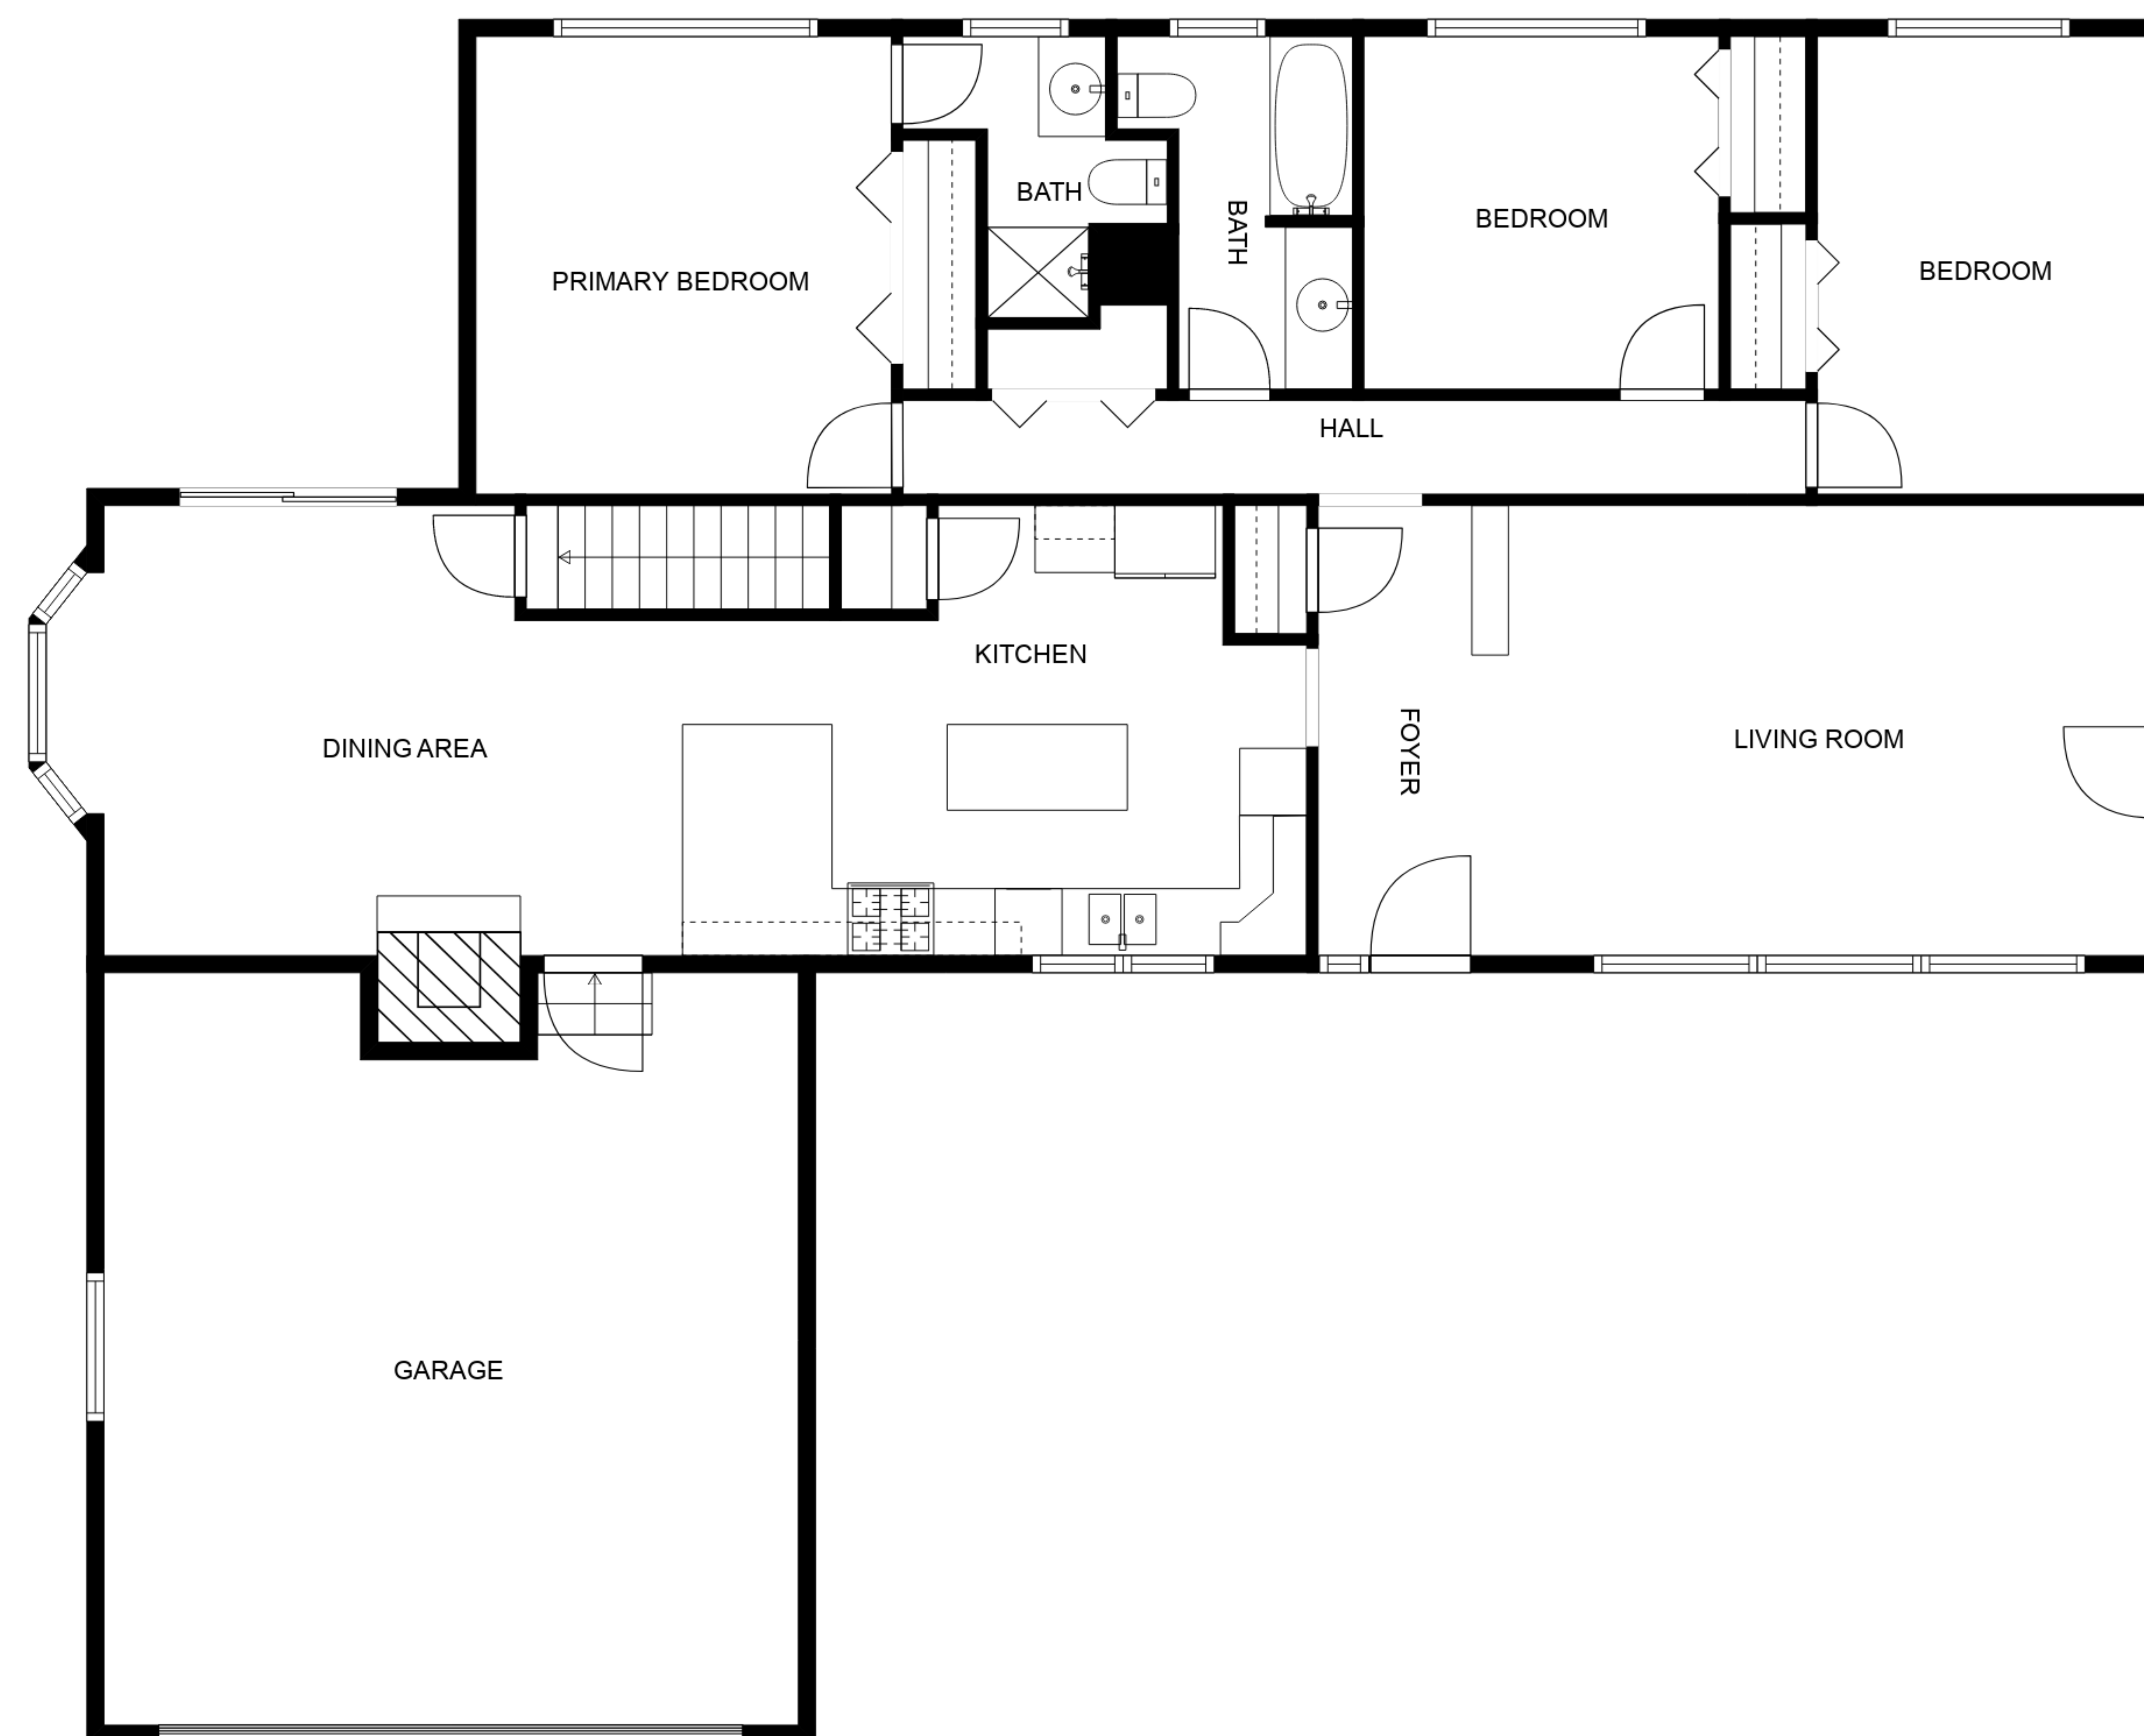 BATH
BATH
BEDROOM
PRIMARY BEDROOM
BEDROOM
HALL
KITCHEN
DINING AREA
FOYER
LIVING ROOM
GARAGE